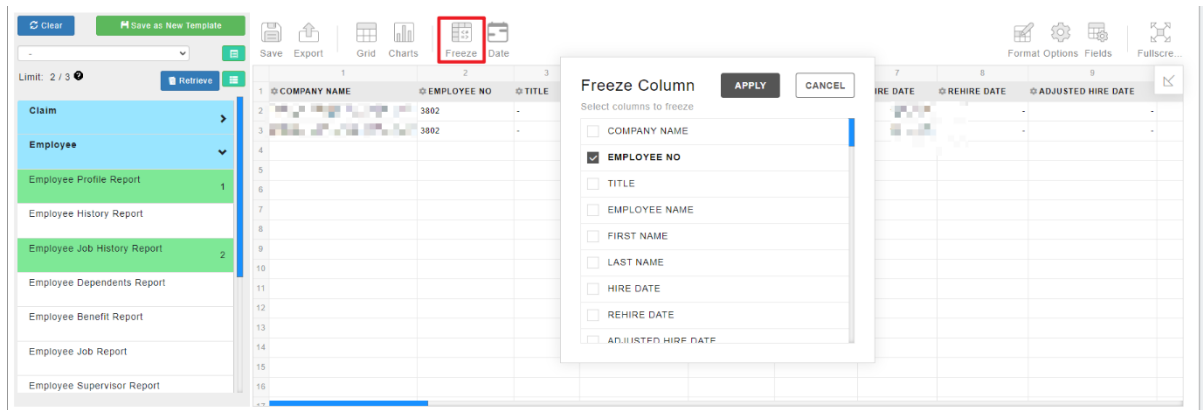 Clear
Save as New Template
-
Limit: 2 / 3
Retrieve
Claim
Employee
Employee Profile Report 1
Employee History Report
Employee Job History Report 2
Employee Dependents Report
Employee Benefit Report
Employee Job Report
Employee Supervisor Report
Save Export Grid Charts Freeze Date Format Options Fields Fullscre...
1 2 3 7 8 9
1 COMPANY NAME EMPLOYEE NO TITLE IRE DATE REHIRE DATE ADJUSTED HIRE DATE
2 3802 - - -
3 3802 - - -
4
5
6
7
8
9
10
11
12
13
14
15
16
17
Freeze Column APPLY CANCEL
Select columns to freeze
COMPANY NAME
EMPLOYEE NO
TITLE
EMPLOYEE NAME
FIRST NAME
LAST NAME
HIRE DATE
REHIRE DATE
ADJUSTED HIRE DATE